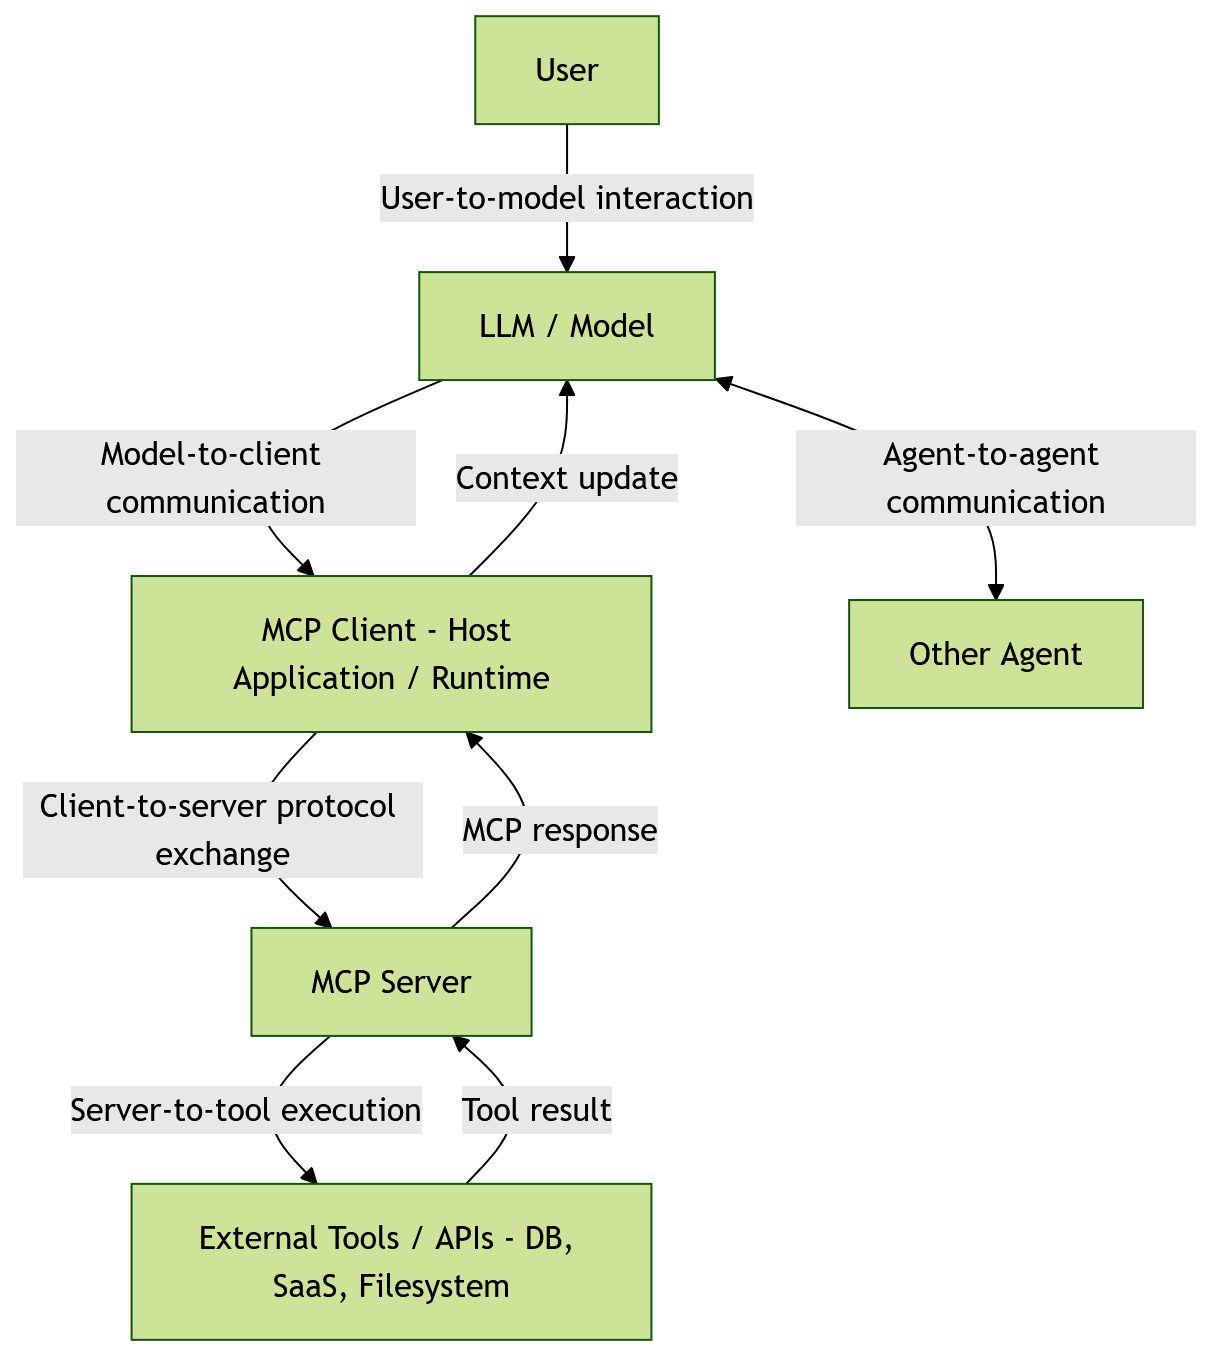 User
User-to-model interaction
LLM / Model
Model-to-client
communication
Context update
Agent-to-agent
communication
MCP Client - Host
Application / Runtime
Other Agent
Client-to-server protocol
exchange
MCP response
MCP Server
Server-to-tool execution
Tool result
External Tools / APIs - DB,
SaaS, Filesystem